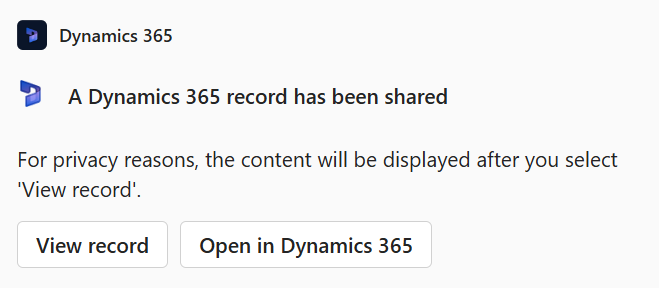 Dynamics 365
A Dynamics 365 record has been shared
For privacy reasons, the content will be displayed after you select
'View record'.
View record
Open in Dynamics 365